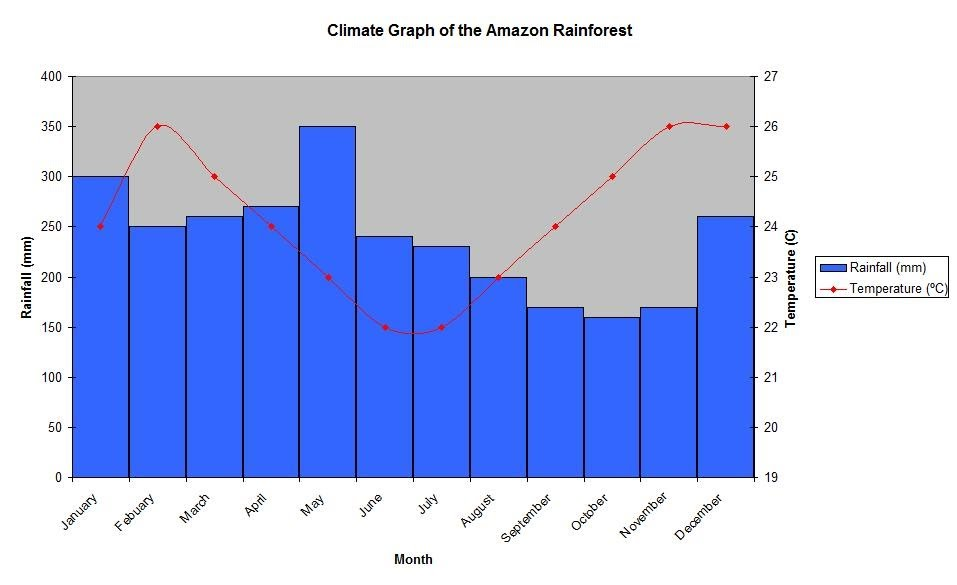 Climate Graph of the Amazon Rainforest
400
350
300
250
200
150
100
50
0
Rainfall (mm)
27
26
25
24
23
22
21
20
19
Temperature (C)
Rainfall (mm)
Temperature (ºC)
January
Febuary
March
April
May
June
July
August
September
October
November
December
Month